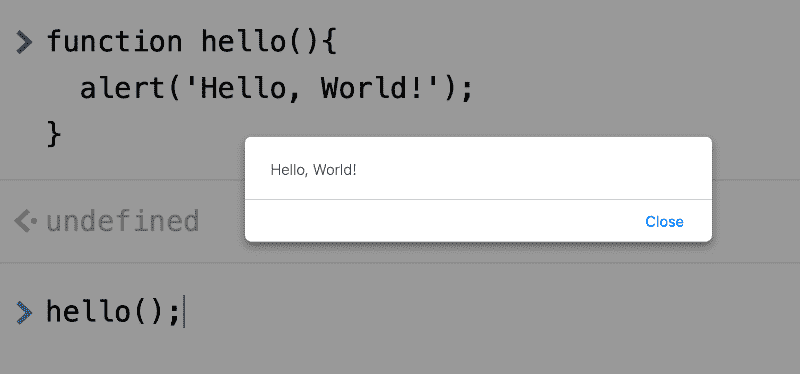 function hello(){
  alert('Hello, World!');
}
Hello, World!
undefined
Close
hello();